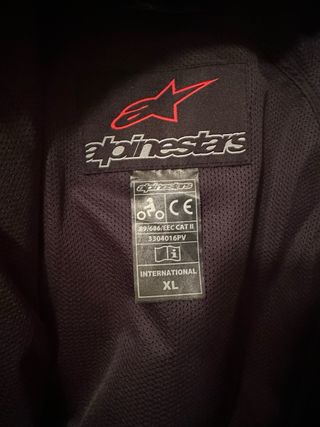 alpinestars
alpinestars
CE
89/686/EEC CAT II
3304016PV
i
INTERNATIONAL
XL